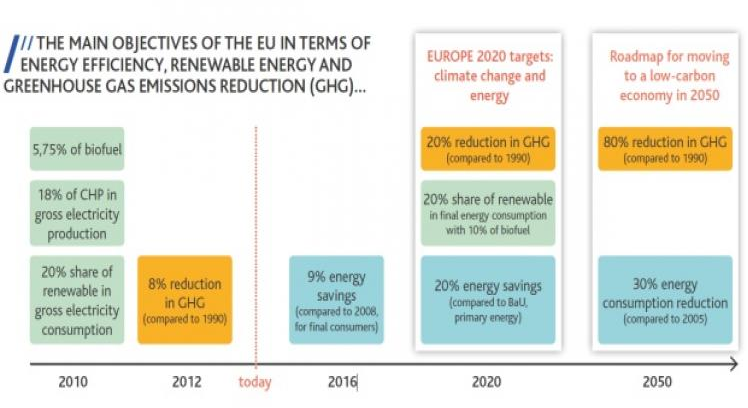 // THE MAIN OBJECTIVES OF THE EU IN TERMS OF
ENERGY EFFICIENCY, RENEWABLE ENERGY AND
GREENHOUSE GAS EMISSIONS REDUCTION (GHG)...
EUROPE 2020 targets:
climate change and
energy
Roadmap for moving
to a low-carbon
economy in 2050
5,75% of biofuel
18% of CHP in
gross electricity
production
20% share of
renewable in
gross electricity
consumption
8% reduction
in GHG
(compared to 1990)
9% energy
savings
(compared to 2008,
for final consumers)
20% reduction in GHG
(compared to 1990)
20% share of renewable
in final energy consumption
with 10% of biofuel
20% energy savings
(compared to BaU,
primary energy)
80% reduction in GHG
(compared to 1990)
30% energy
consumption reduction
(compared to 2005)
2010
2012
today
2016
2020
2050